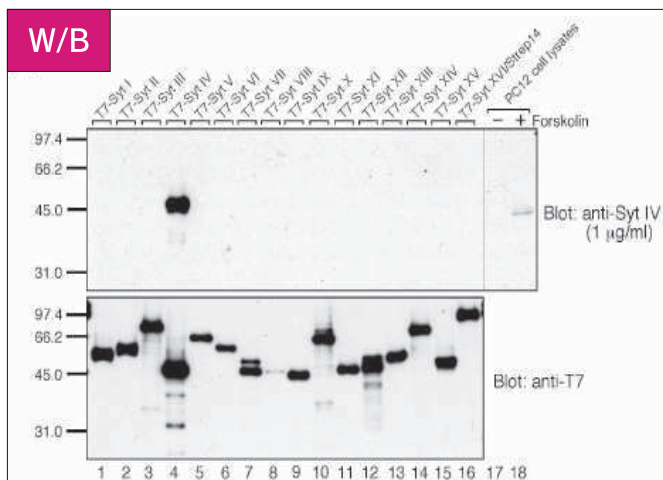 W/B
T7-Syt I
T7-Syt II
T7-Syt III
T7-Syt IV
T7-Syt V
T7-Syt VI
T7-Syt VII
T7-Syt VIII
T7-Syt IX
T7-Syt X
T7-Syt XI
T7-Syt XII
T7-Syt XIII
T7-Syt XIV
T7-Syt XV
T7-Syt XVI/Strep14
PC12 cell lysates
− + Forskolin
97.4
66.2
45.0
31.0
Blot: anti-Syt IV
(1 µg/ml)
97.4
66.2
45.0
31.0
Blot: anti-T7
1 2 3 4 5 6 7 8 9 10 11 12 13 14 15 16 17 18